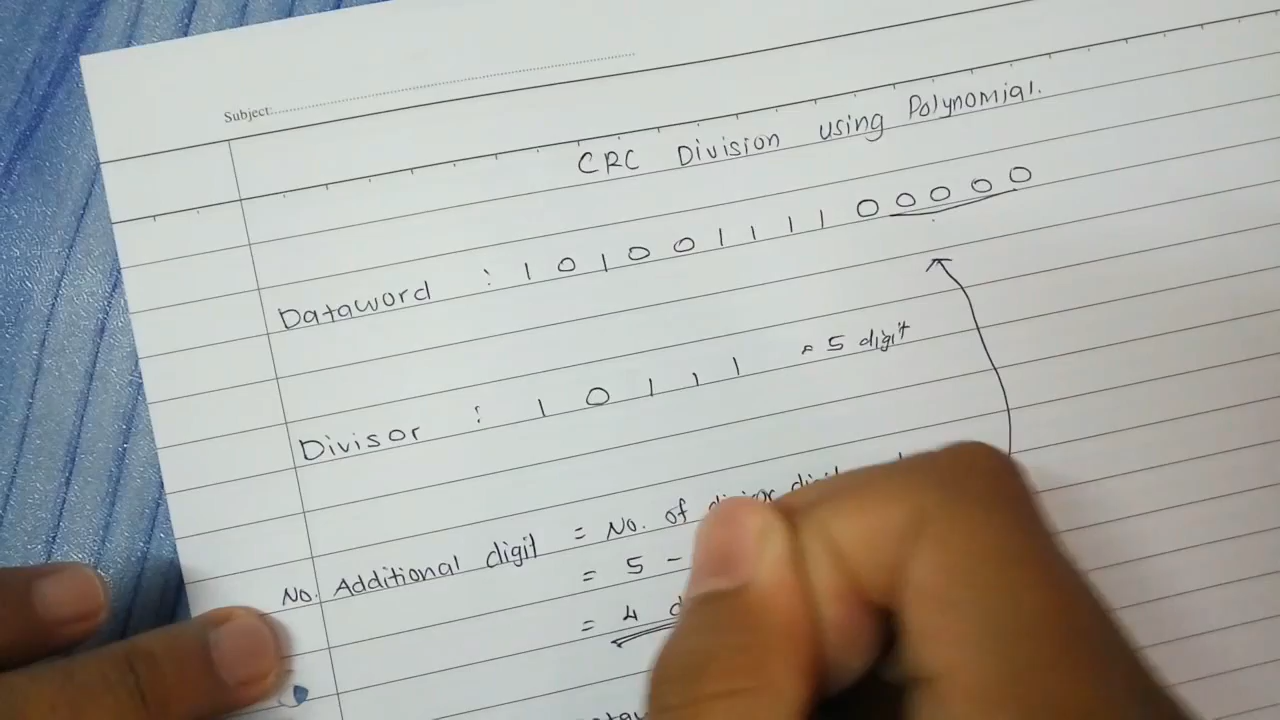 Subject:
CRC Division using Polynomial.
Dataword : 1 0 1 0 0 1 1 1 1 0 0 0 0 0
Divisor : 1 0 1 1 1 = 5 digit
No. Additional digit = No. of divisor
= 5 -
= 4